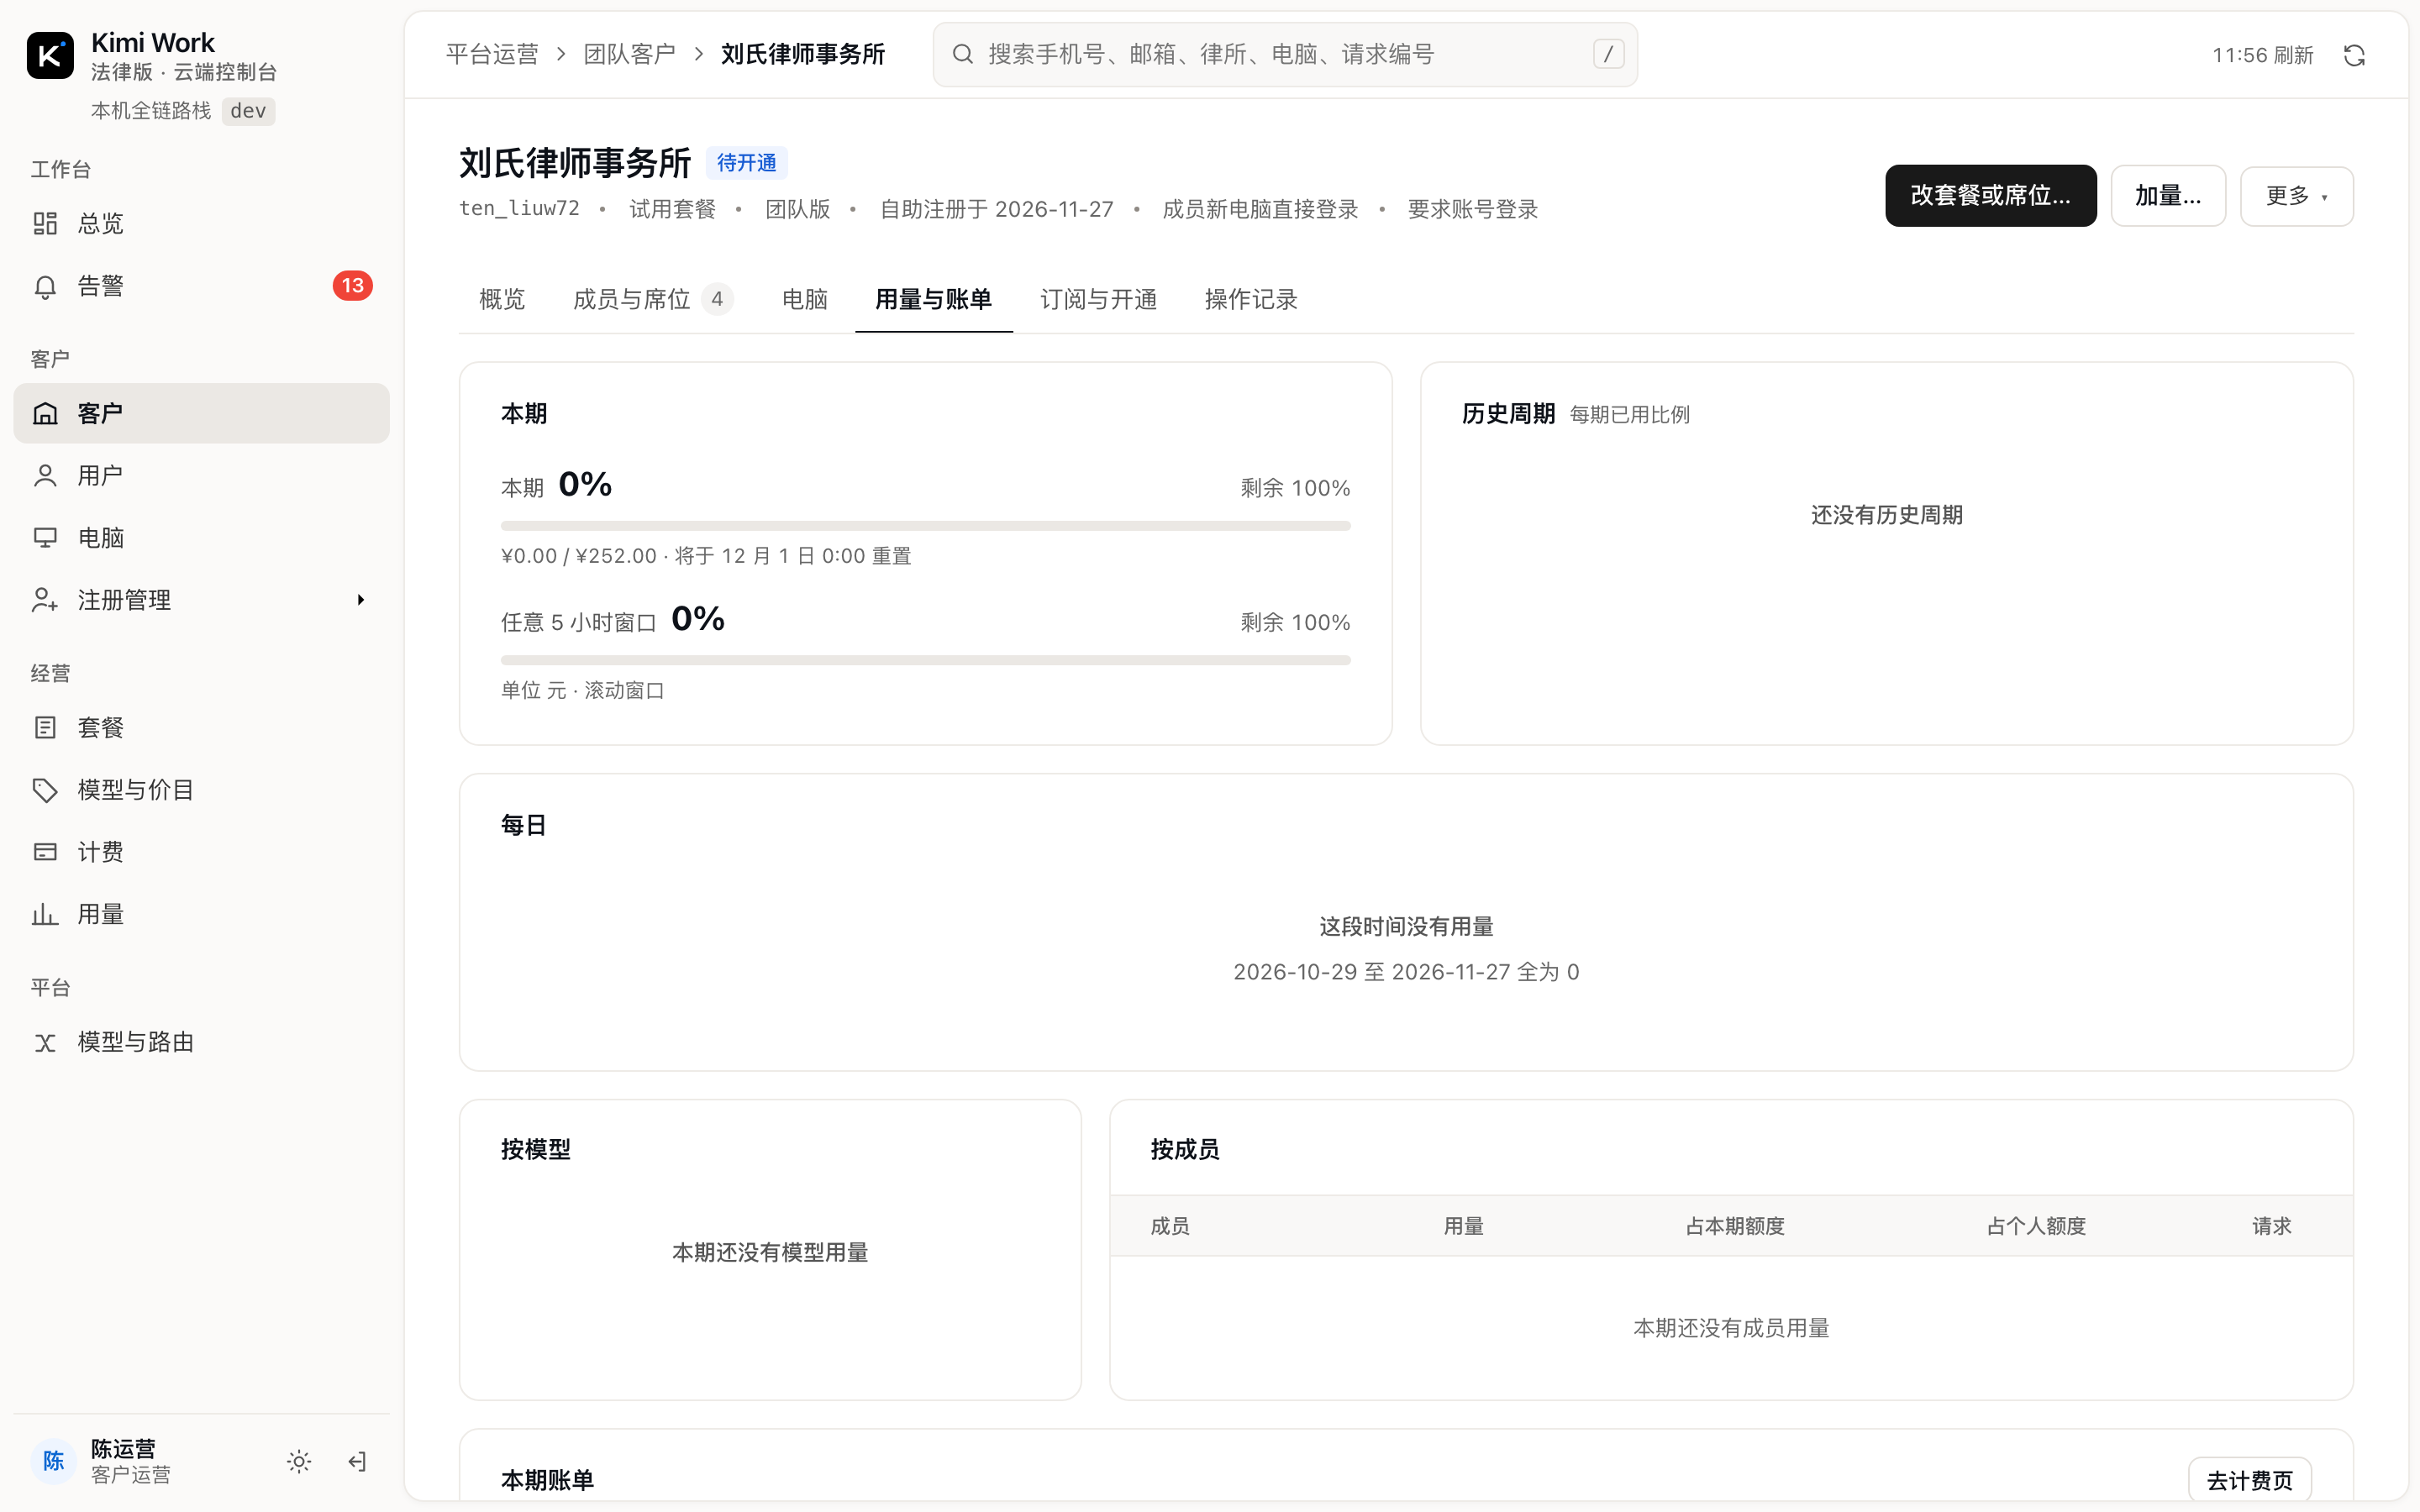 Kimi Work
法律版 · 云端控制台
本机全链路栈 dev
工作台
总览
告警 13
客户
客户
用户
电脑
注册管理
经营
套餐
模型与价目
计费
用量
平台
模型与路由
陈 陈运营
客户运营
平台运营 > 团队客户 > 刘氏律师事务所
搜索手机号、邮箱、律所、电脑、请求编号 /
11:56 刷新
刘氏律师事务所 待开通
ten_liuw72 • 试用套餐 • 团队版 • 自助注册于 2026-11-27 • 成员新电脑直接登录 • 要求账号登录
改套餐或席位... 加量... 更多
概览 成员与席位 4 电脑 用量与账单 订阅与开通 操作记录
本期
本期 0% 剩余 100%
¥0.00 / ¥252.00 · 将于 12 月 1 日 0:00 重置
任意 5 小时窗口 0% 剩余 100%
单位 元 · 滚动窗口
历史周期 每期已用比例
还没有历史周期
每日
这段时间没有用量
2026-10-29 至 2026-11-27 全为 0
按模型
本期还没有模型用量
按成员
成员 用量 占本期额度 占个人额度 请求
本期还没有成员用量
本期账单 去计费页